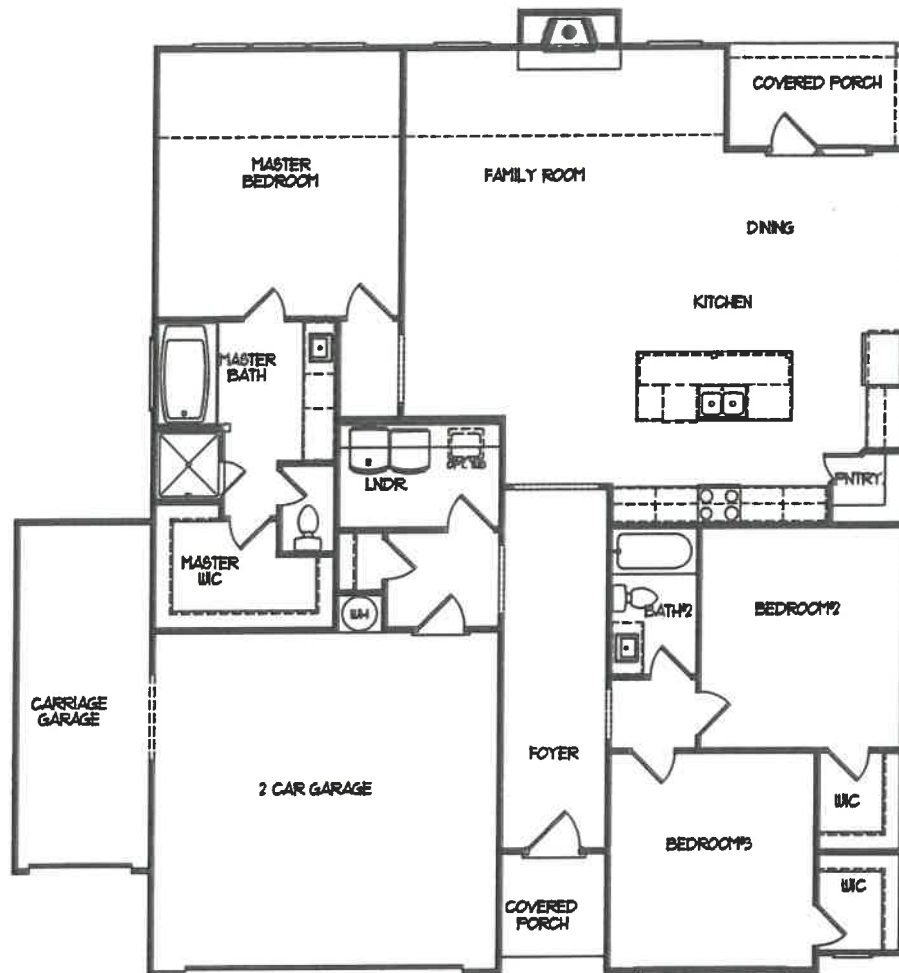 COVERED PORCH
MASTER
BEDROOM
FAMILY ROOM
DINING
KITCHEN
MASTER
BATH
LNDR.
PNTRY.
MASTER
WIC
WH
BATH#2
BEDROOM#2
CARRIAGE
GARAGE
FOYER
2 CAR GARAGE
WIC
BEDROOM#3
WIC
COVERED
PORCH